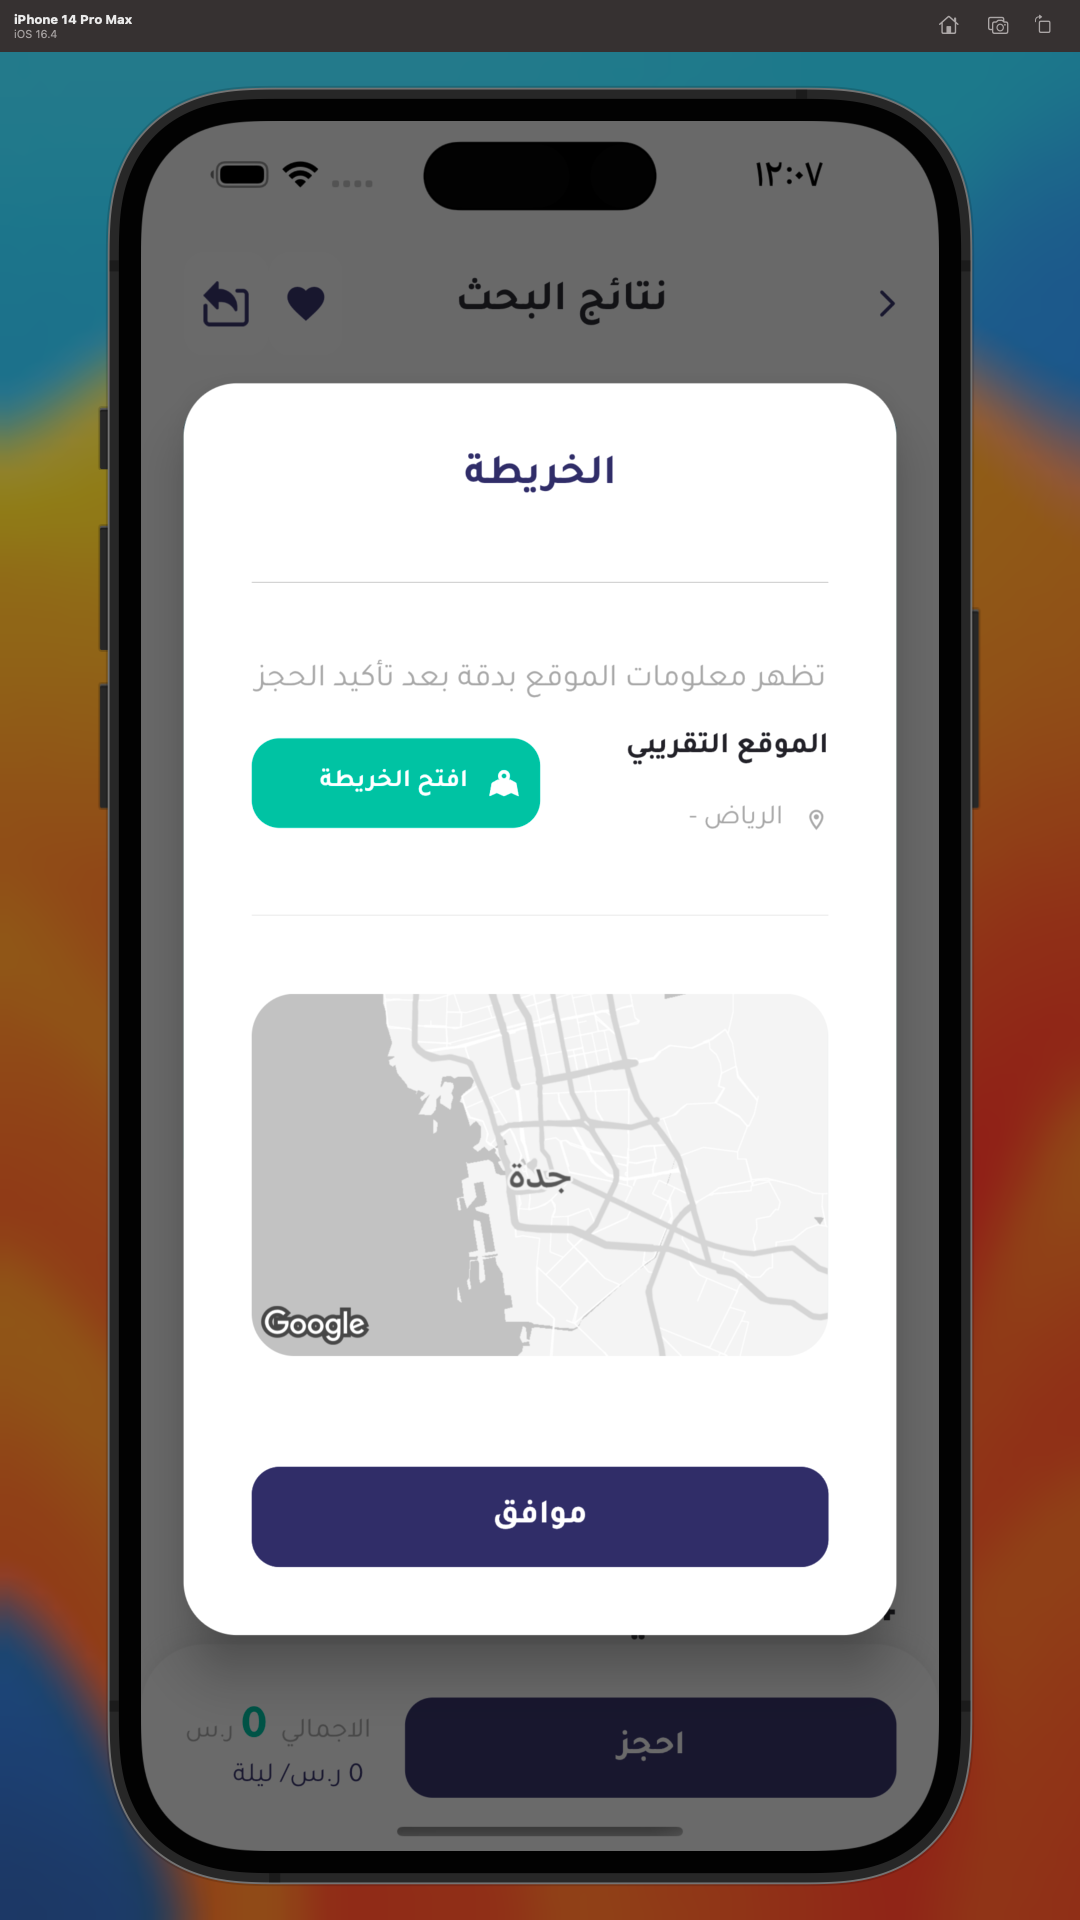 iPhone 14 Pro Max
iOS 16.4
١٢:٠٧
نتائج البحث
الخريطة
تظهر معلومات الموقع بدقة بعد تأكيد الحجز
الموقع التقريبي
افتح الخريطة
الرياض -
جدة
Google
موافق
احجز
الاجمالي 0 ر.س
0 ر.س/ ليلة